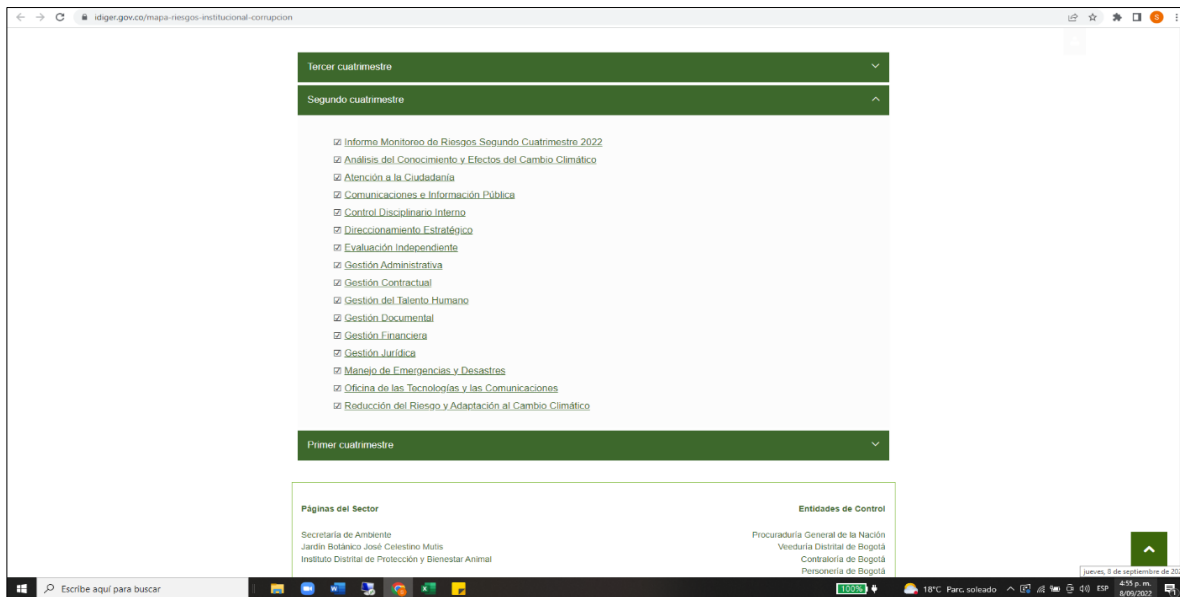 idiger.gov.co/mapa-riesgos-institucional-corrupcion
S
Tercer cuatrimestre
Segundo cuatrimestre
Informe Monitoreo de Riesgos Segundo Cuatrimestre 2022
Análisis del Conocimiento y Efectos del Cambio Climático
Atención a la Ciudadanía
Comunicaciones e Información Pública
Control Disciplinario Interno
Direccionamiento Estratégico
Evaluación Independiente
Gestión Administrativa
Gestión Contractual
Gestión del Talento Humano
Gestión Documental
Gestión Financiera
Gestión Jurídica
Manejo de Emergencias y Desastres
Oficina de las Tecnologías y las Comunicaciones
Reducción del Riesgo y Adaptación al Cambio Climático
Primer cuatrimestre
Páginas del Sector
Secretaría de Ambiente
Jardín Botánico José Celestino Mutis
Instituto Distrital de Protección y Bienestar Animal
Entidades de Control
Procuraduría General de la Nación
Veeduría Distrital de Bogotá
Contraloría de Bogotá
Personería de Bogotá
jueves, 8 de septiembre de 202
Escribe aquí para buscar
100%
18°C Parc. soleado
ESP
4:55 p. m.
8/09/2022